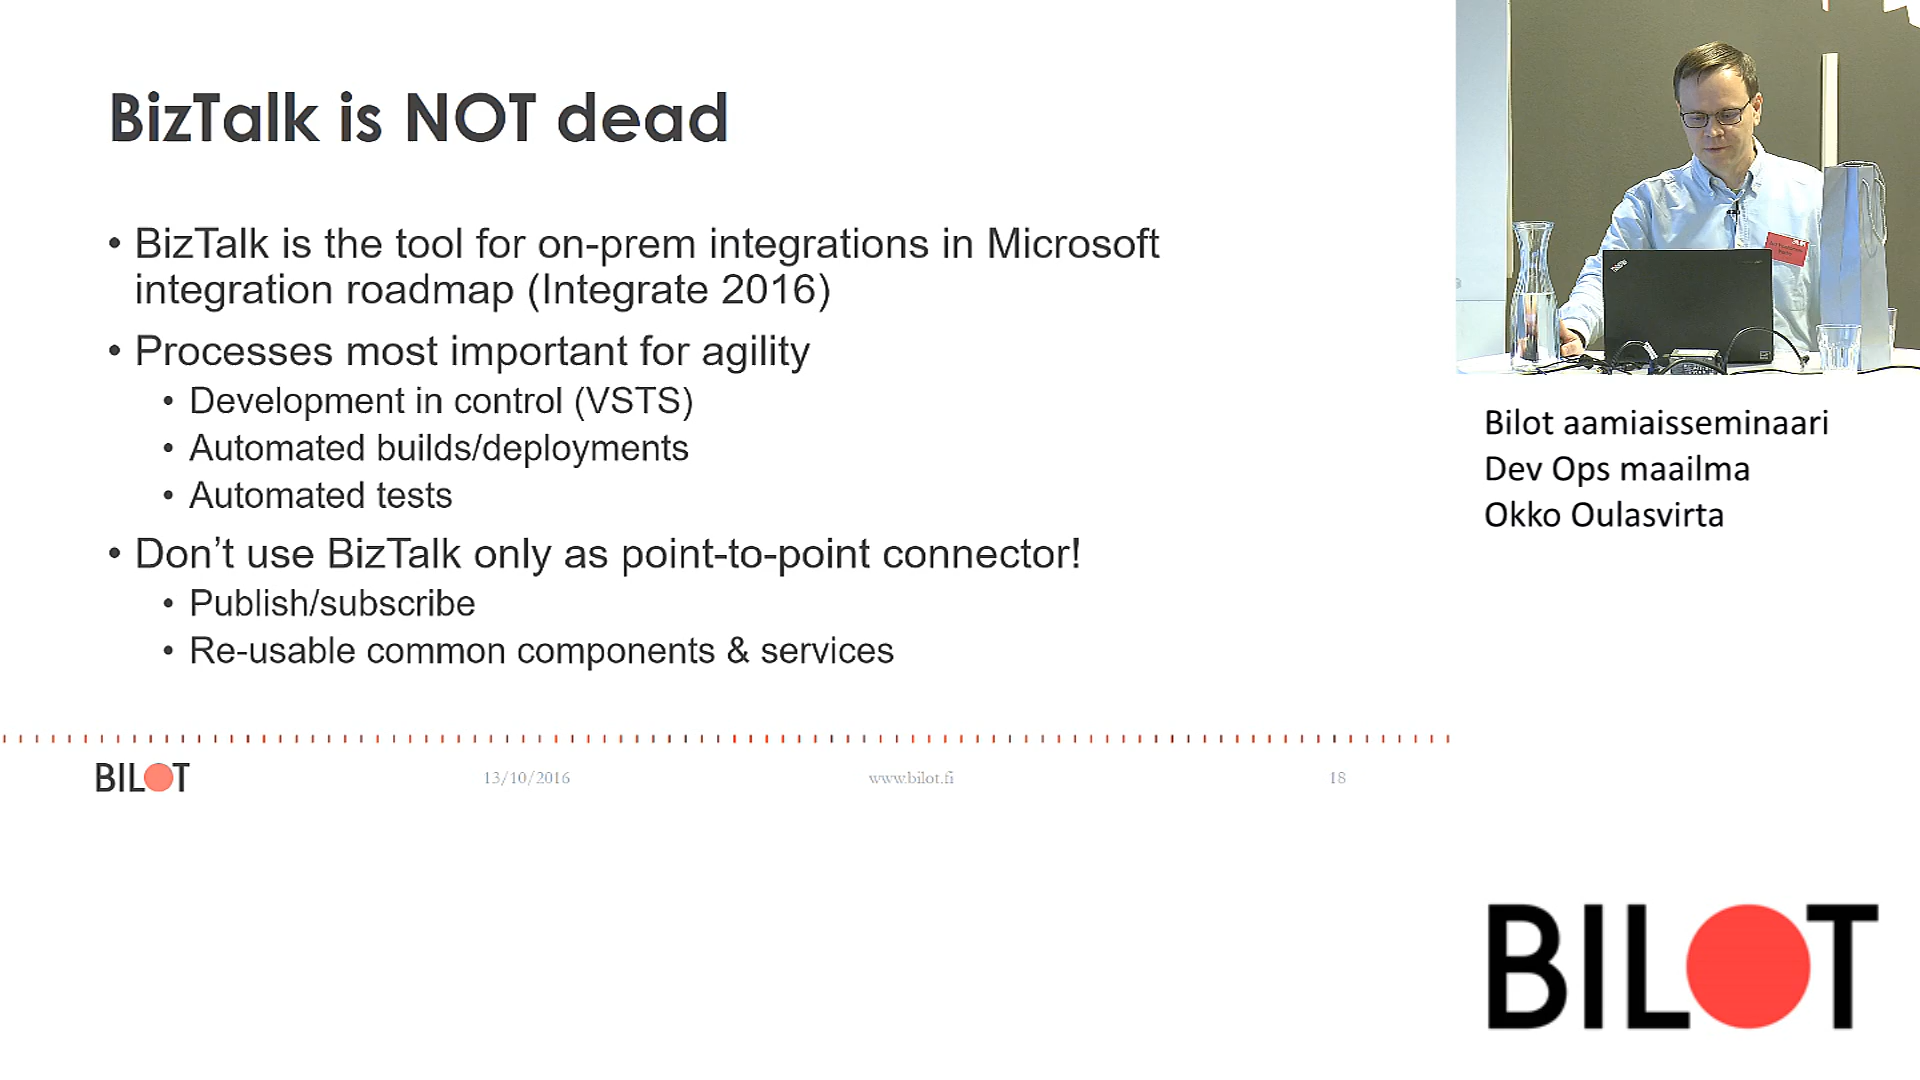 BizTalk is NOT dead
• BizTalk is the tool for on-prem integrations in Microsoft
integration roadmap (Integrate 2016)
• Processes most important for agility
• Development in control (VSTS)
• Automated builds/deployments
• Automated tests
• Don't use BizTalk only as point-to-point connector!
• Publish/subscribe
• Re-usable common components & services
BILOT
13/10/2016
www.bilot.fi
18
Bilot aamiaisseminaari
Dev Ops maailma
Okko Oulasvirta
BILOT